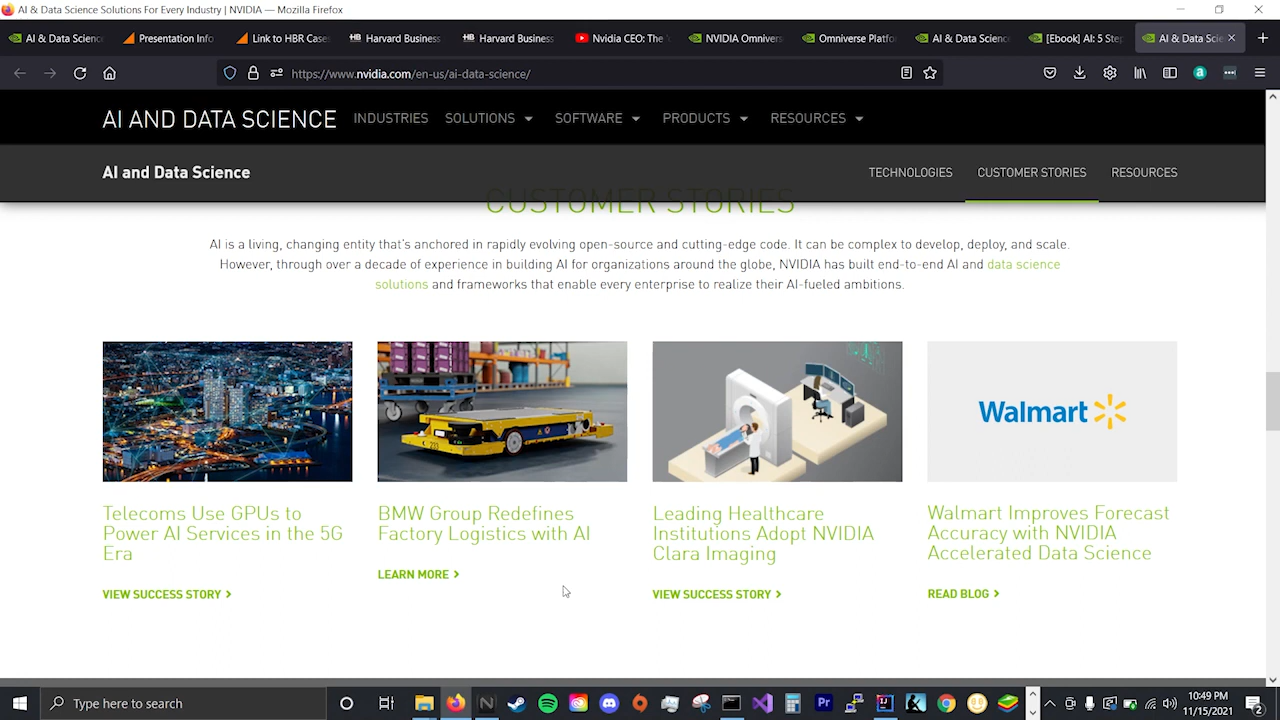 AI & Data Science Solutions For Every Industry | NVIDIA — Mozilla Firefox
AI & Data Science
Presentation Info
Link to HBR Case
Harvard Business
Harvard Business
Nvidia CEO: The
NVIDIA Omnivers
Omniverse Platfo
AI & Data Science
[Ebook] AI: 5 Step
AI & Data Scie
https://www.nvidia.com/en-us/ai-data-science/
AI AND DATA SCIENCE
INDUSTRIES
SOLUTIONS
SOFTWARE
PRODUCTS
RESOURCES
AI and Data Science
TECHNOLOGIES
CUSTOMER STORIES
RESOURCES
CUSTOMER STORIES
AI is a living, changing entity that's anchored in rapidly evolving open-source and cutting-edge code. It can be complex to develop, deploy, and scale.
However, through over a decade of experience in building AI for organizations around the globe, NVIDIA has built end-to-end AI and data science
solutions and frameworks that enable every enterprise to realize their AI-fueled ambitions.
Walmart
Telecoms Use GPUs to
Power AI Services in the 5G
Era
VIEW SUCCESS STORY
BMW Group Redefines
Factory Logistics with AI
LEARN MORE
Leading Healthcare
Institutions Adopt NVIDIA
Clara Imaging
VIEW SUCCESS STORY
Walmart Improves Forecast
Accuracy with NVIDIA
Accelerated Data Science
READ BLOG
Type here to search
10:49 PM
11/15/2021
2